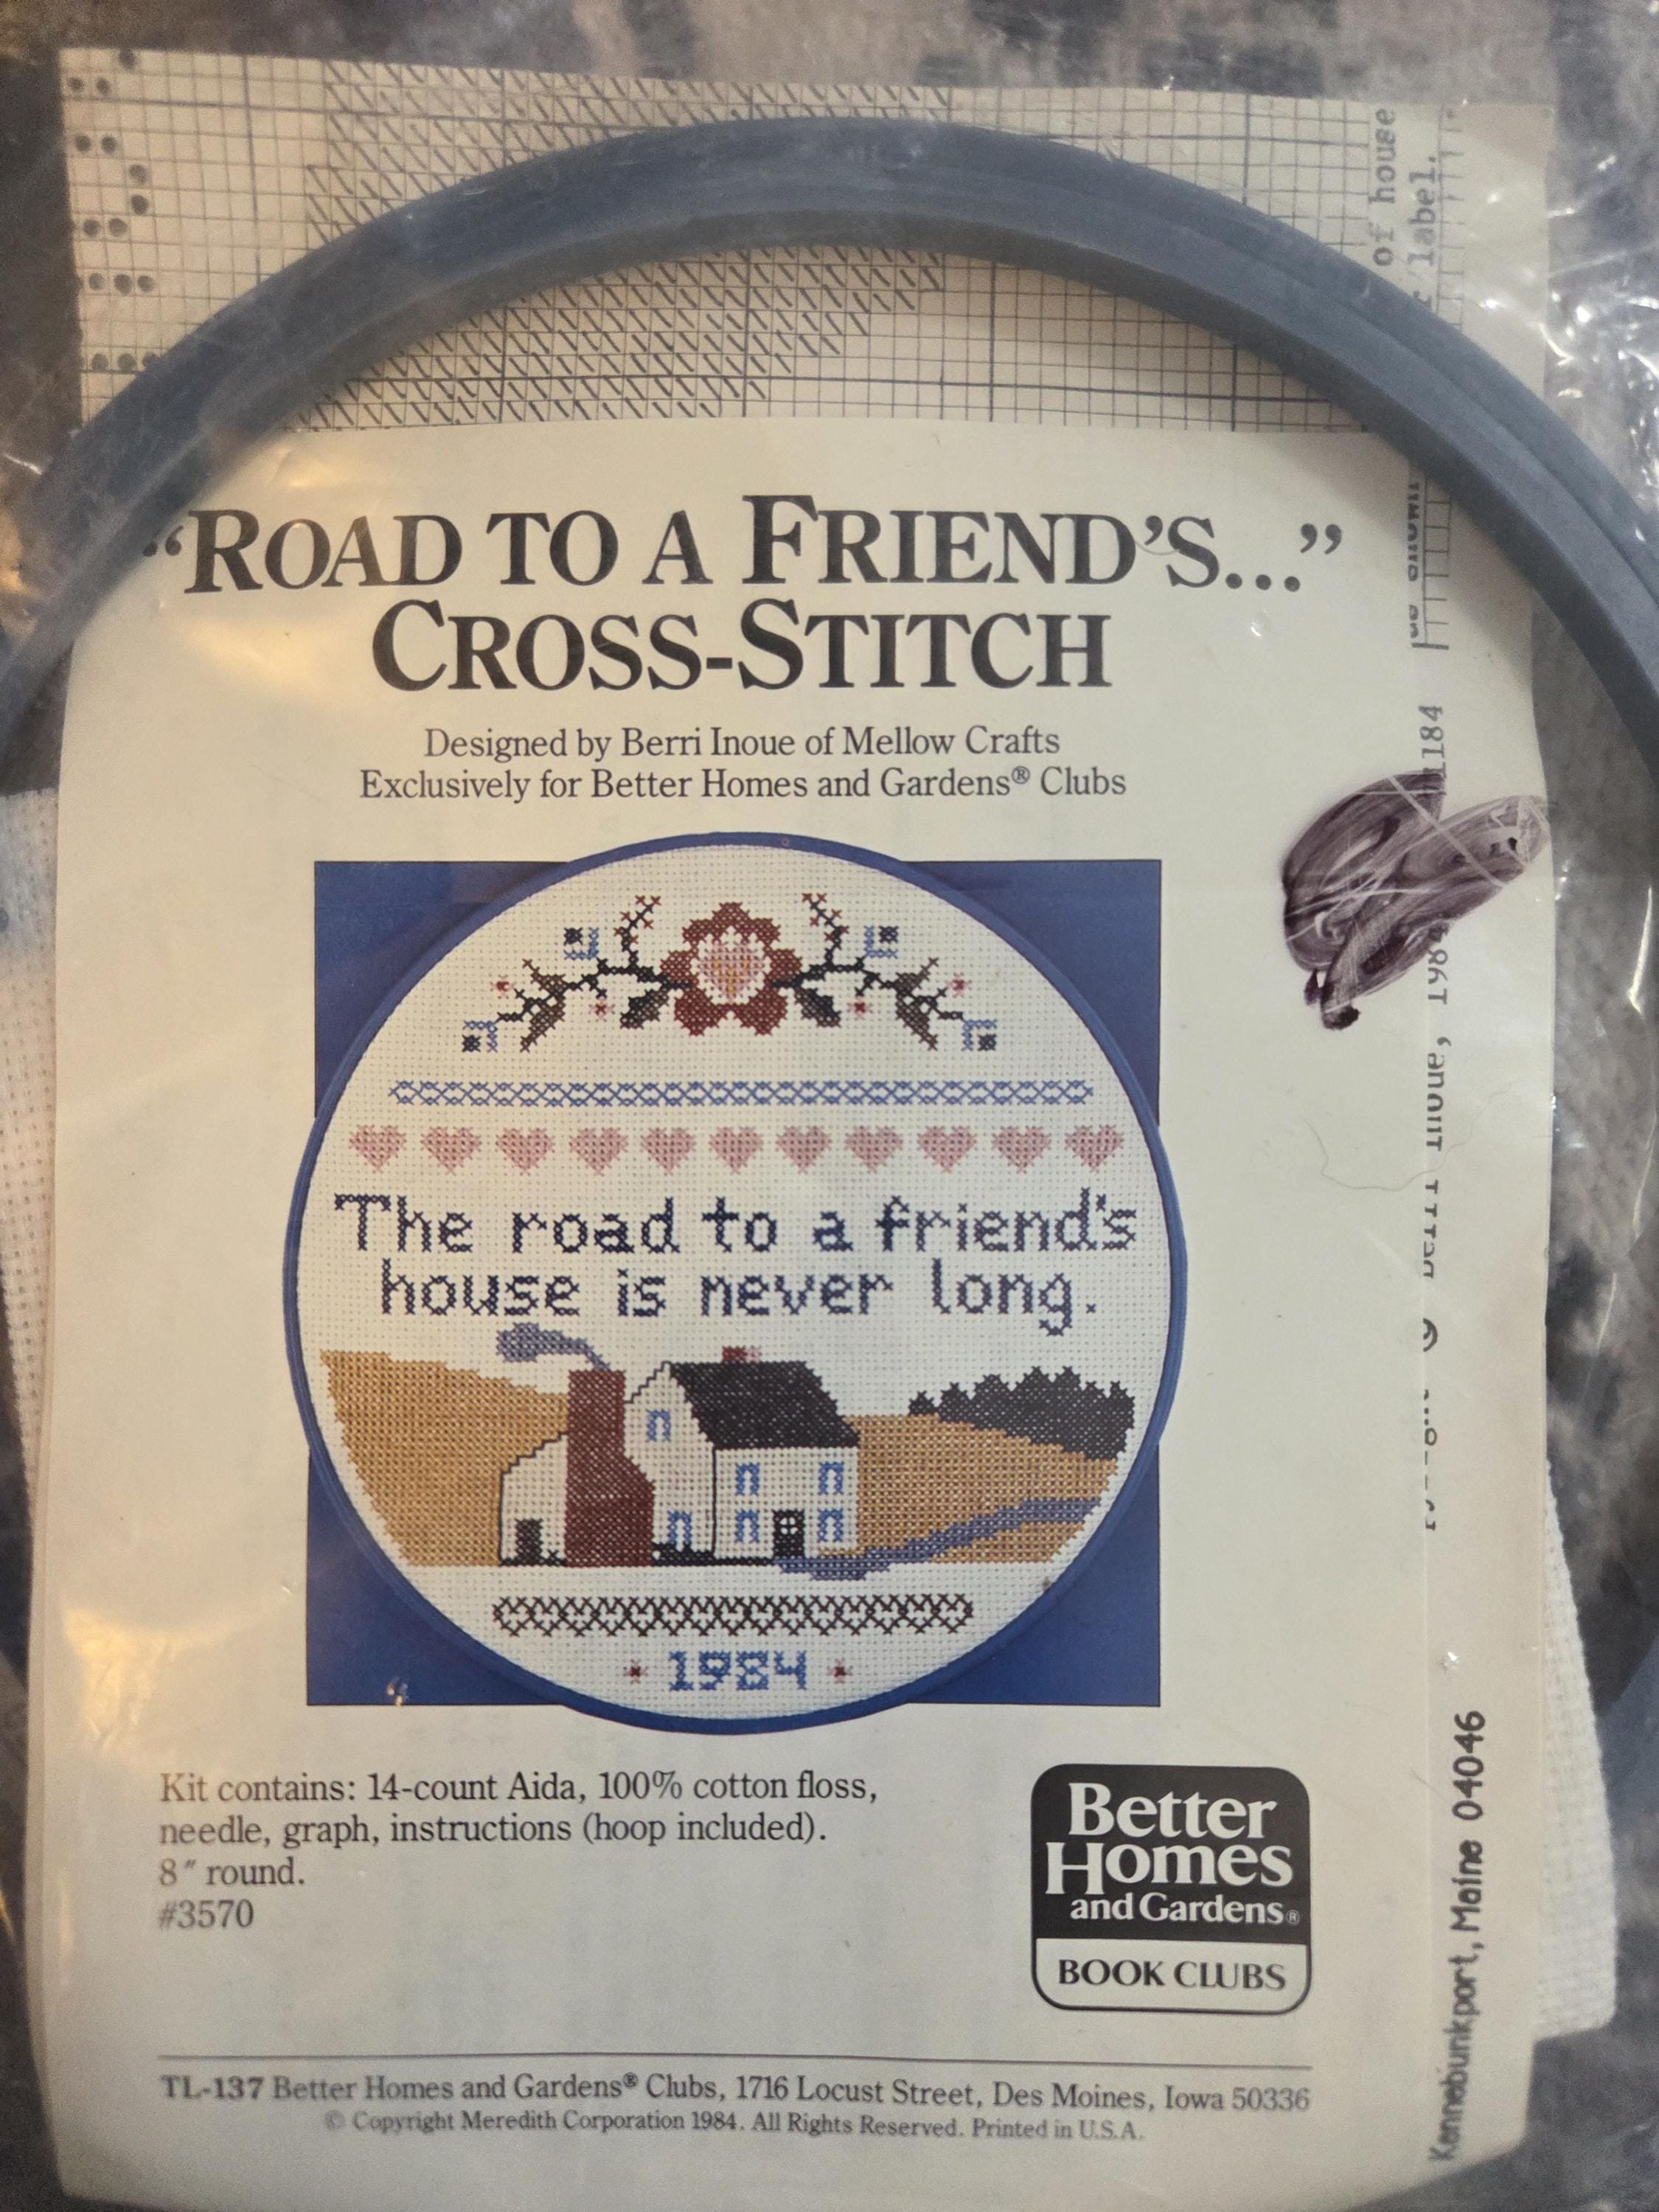 of house
label.
“ROAD TO A FRIEND’S...”
CROSS-STITCH
Designed by Berri Inoue of Mellow Crafts
Exclusively for Better Homes and Gardens® Clubs
The road to a friend's
house is never long.
1984
Kit contains: 14-count Aida, 100% cotton floss,
needle, graph, instructions (hoop included).
8″ round.
#3570
Better
Homes
and Gardens®
BOOK CLUBS
TL-137 Better Homes and Gardens® Clubs, 1716 Locust Street, Des Moines, Iowa 50336
© Copyright Meredith Corporation 1984. All Rights Reserved. Printed in U.S.A.
1184
Inoue, 198
Kennebunkport, Maine 04046